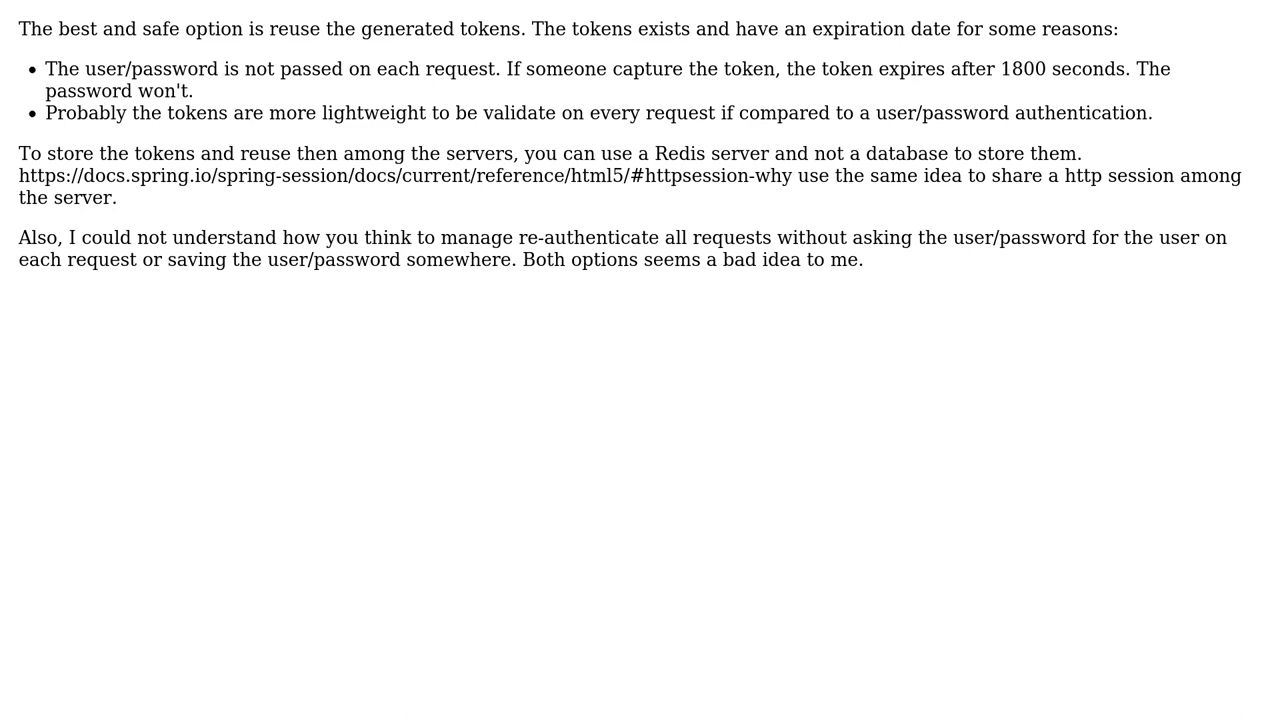 The best and safe option is reuse the generated tokens. The tokens exists and have an expiration date for some reasons:
• The user/password is not passed on each request. If someone capture the token, the token expires after 1800 seconds. The
password won't.
• Probably the tokens are more lightweight to be validate on every request if compared to a user/password authentication.
To store the tokens and reuse then among the servers, you can use a Redis server and not a database to store them.
https://docs.spring.io/spring-session/docs/current/reference/html5/#httpsession-why use the same idea to share a http session among
the server.
Also, I could not understand how you think to manage re-authenticate all requests without asking the user/password for the user on
each request or saving the user/password somewhere. Both options seems a bad idea to me.